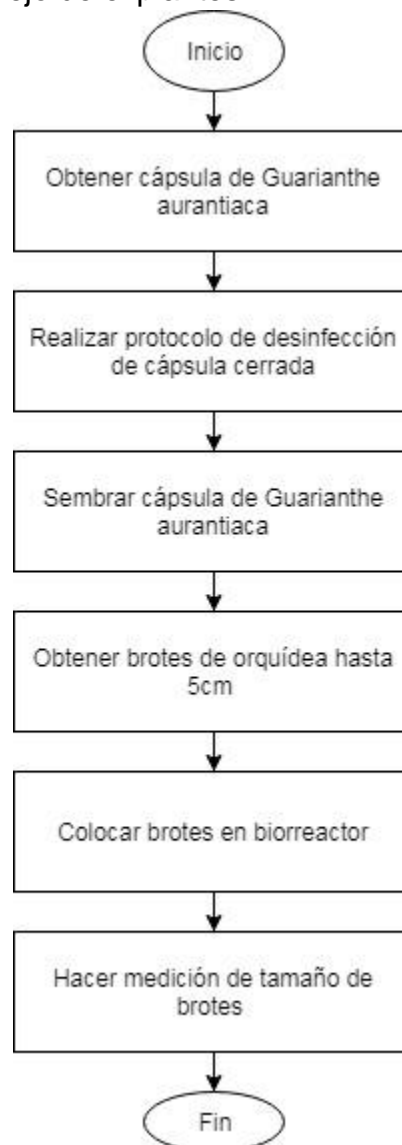 Inicio
Obtener cápsula de Guarianthe
aurantiaca
Realizar protocolo de desinfección
de cápsula cerrada
Sembrar cápsula de Guarianthe
aurantiaca
Obtener brotes de orquídea hasta
5cm
Colocar brotes en biorreactor
Hacer medición de tamaño de
brotes
Fin